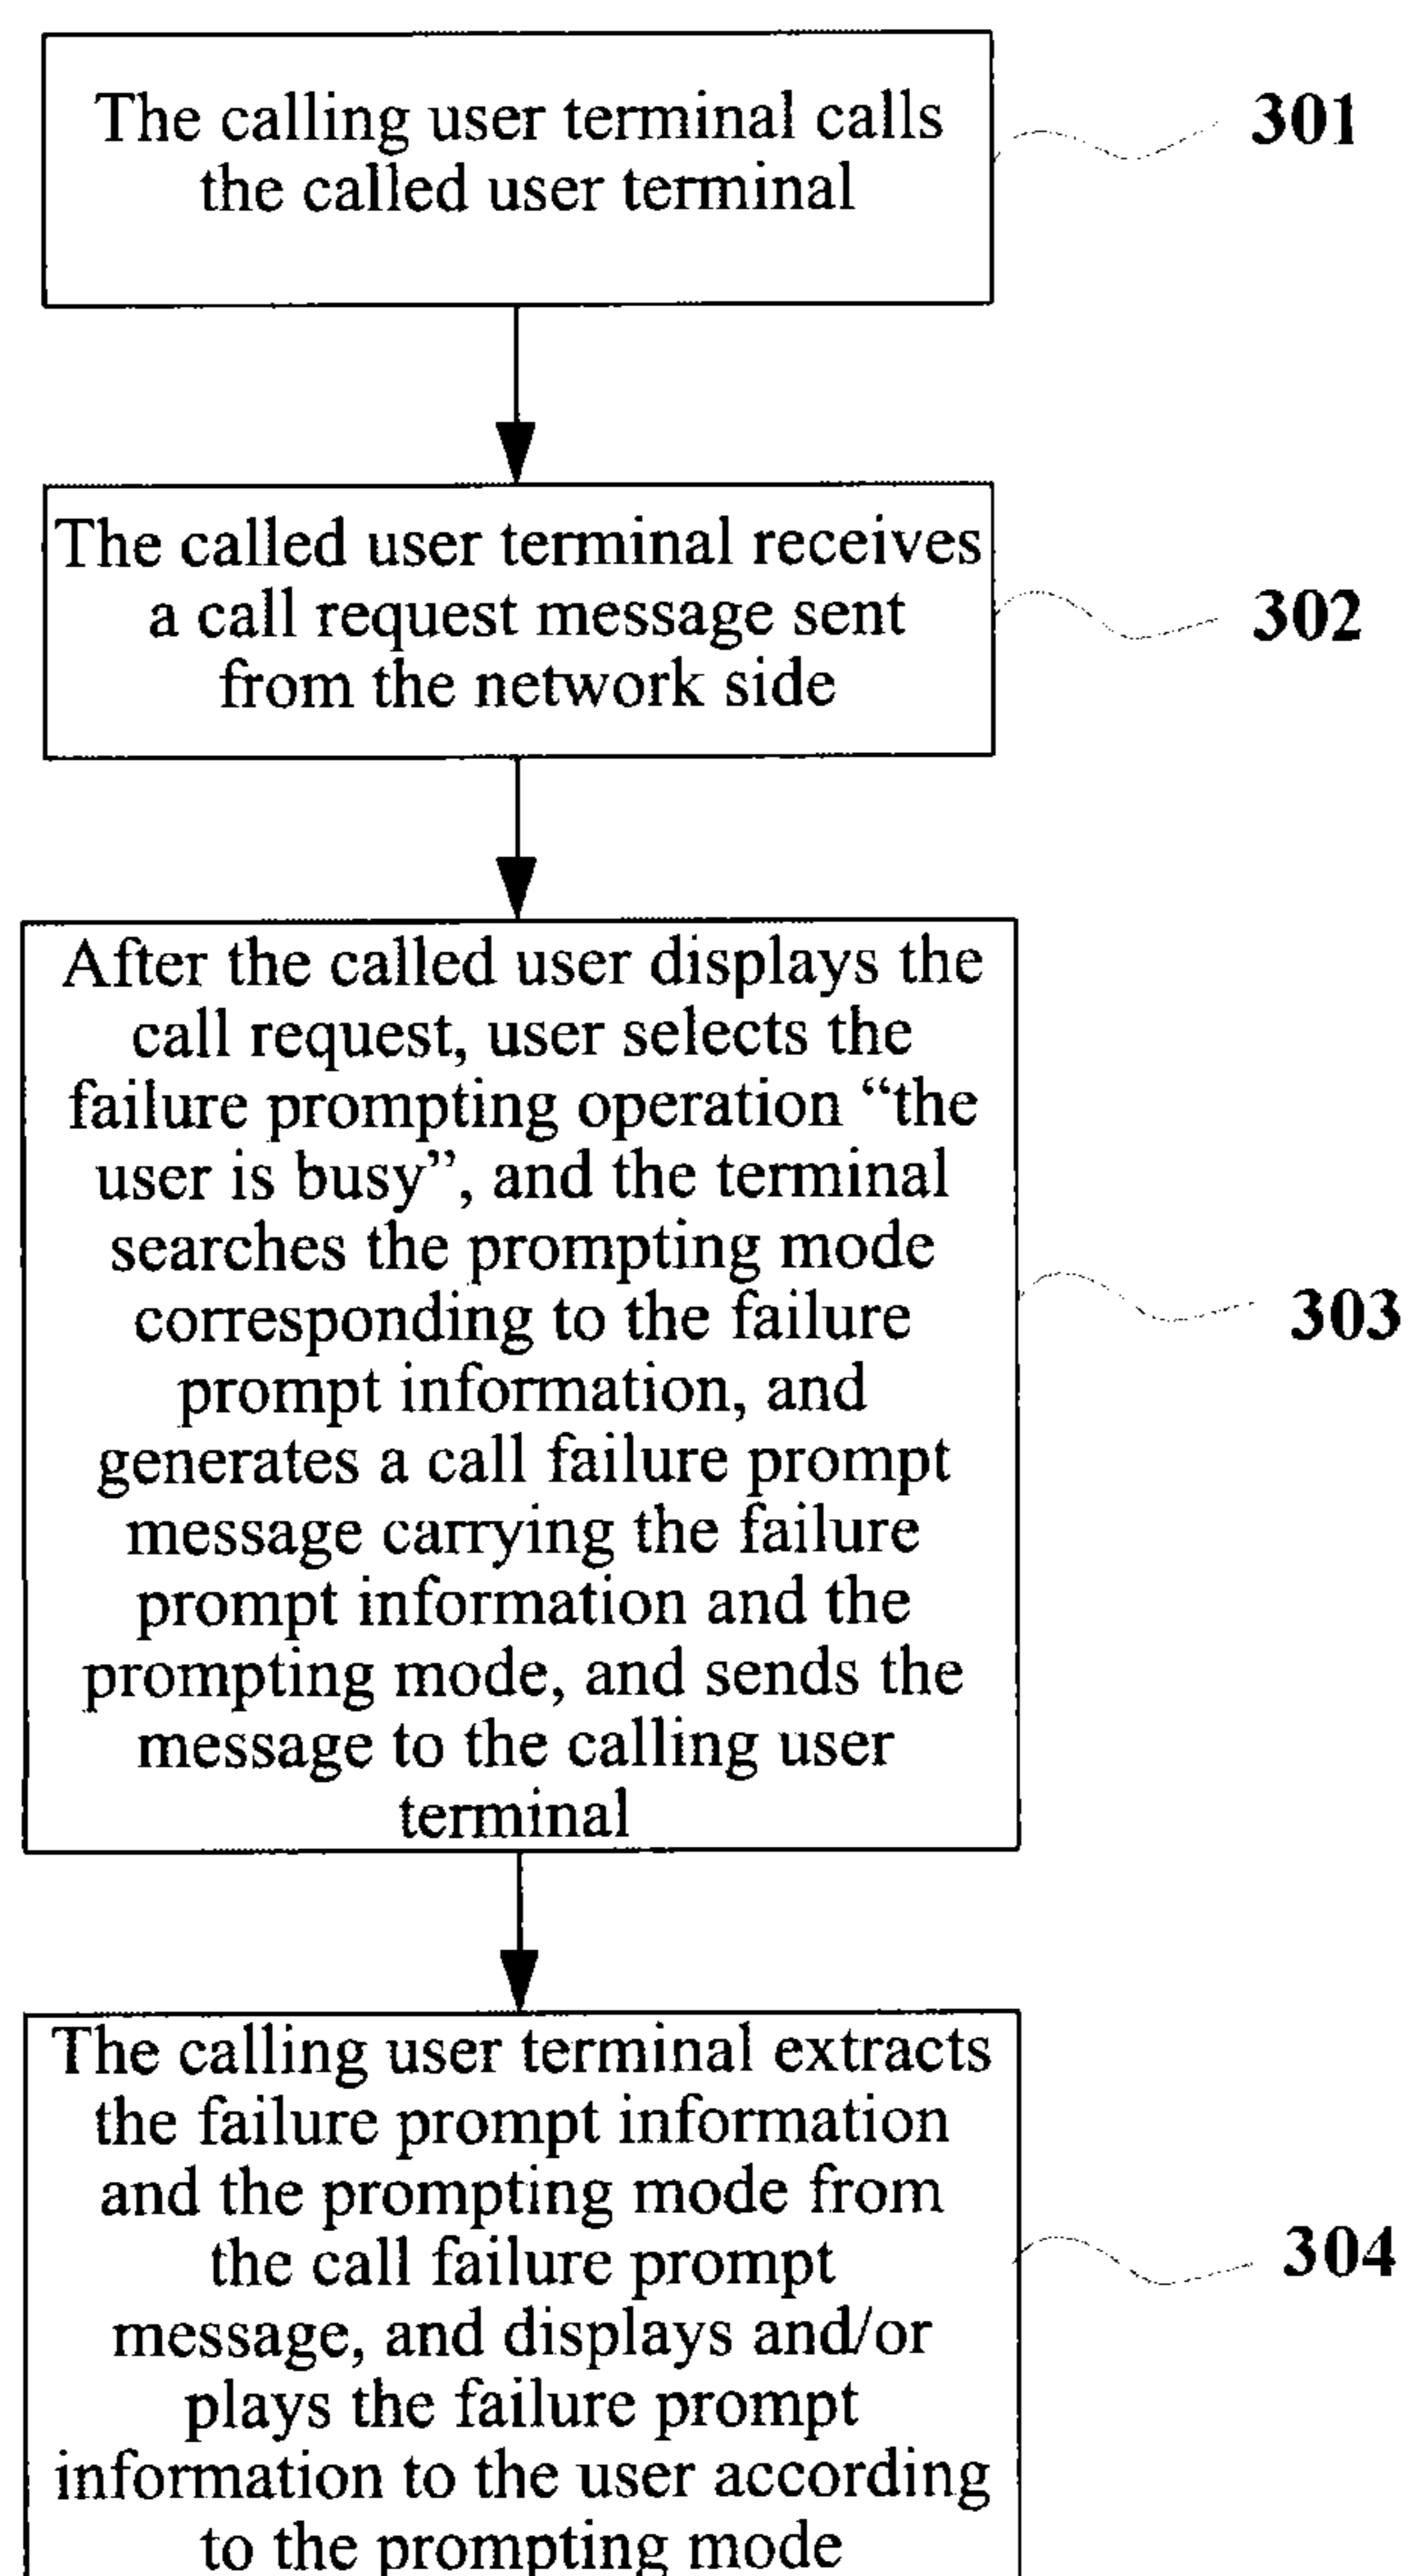 The calling user terminal calls
the called user terminal
301
The called user terminal receives
a call request message sent
from the network side
302
After the called user displays the
call request, user selects the
failure prompting operation “the
user is busy”, and the terminal
searches the prompting mode
corresponding to the failure
prompt information, and
generates a call failure prompt
message carrying the failure
prompt information and the
prompting mode, and sends the
message to the calling user
terminal
303
The calling user terminal extracts
the failure prompt information
and the prompting mode from
the call failure prompt
message, and displays and/or
plays the failure prompt
information to the user according
to the prompting mode
304